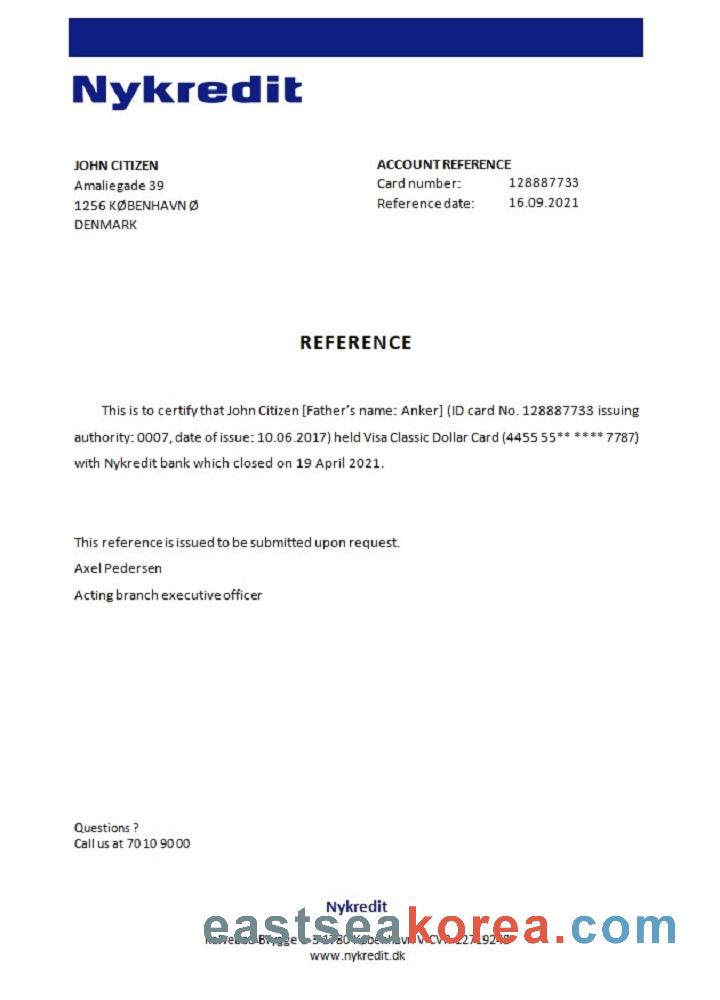 Nykredit
JOHN CITIZEN
Amaliegade 39
1256 KØBENHAVN Ø
DENMARK
ACCOUNT REFERENCE
Card number: 128887733
Reference date: 16.09.2021
REFERENCE
This is to certify that John Citizen [Father's name: Anker] (ID card No. 128887733 issuing
authority: 0007, date of issue: 10.06.2017) held Visa Classic Dollar Card (4455 55** **** 7787)
with Nykredit bank which closed on 19 April 2021.
This reference is issued to be submitted upon request.
Axel Pedersen
Acting branch executive officer
Questions ?
Call us at 70 10 90 00
Nykredit
eastseakorea.com
Brygge 1780 København V CVR
www.nykredit.dk